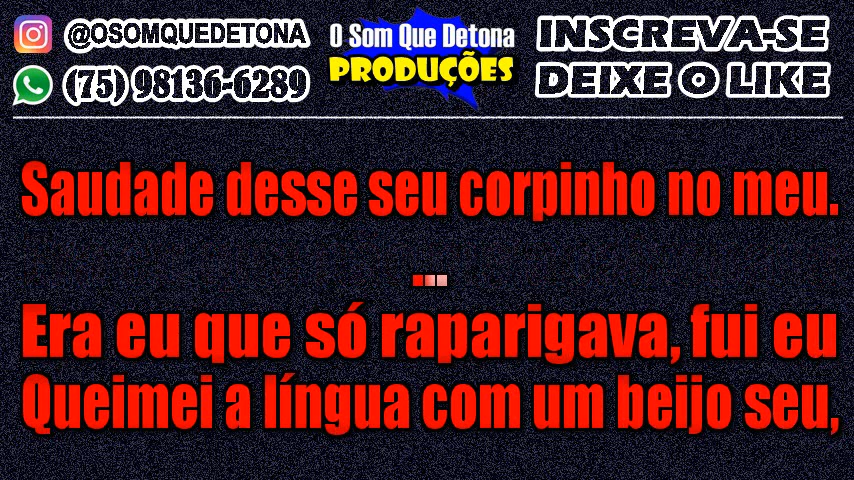 @OSOMQUEDETONA
(75) 98136-6289
O Som Que Detona
PRODUÇÕES
INSCREVA-SE
DEIXE O LIKE
Saudade desse seu corpinho no meu.
Era eu que só raparigava, fui eu
Queimei a língua com um beijo seu,